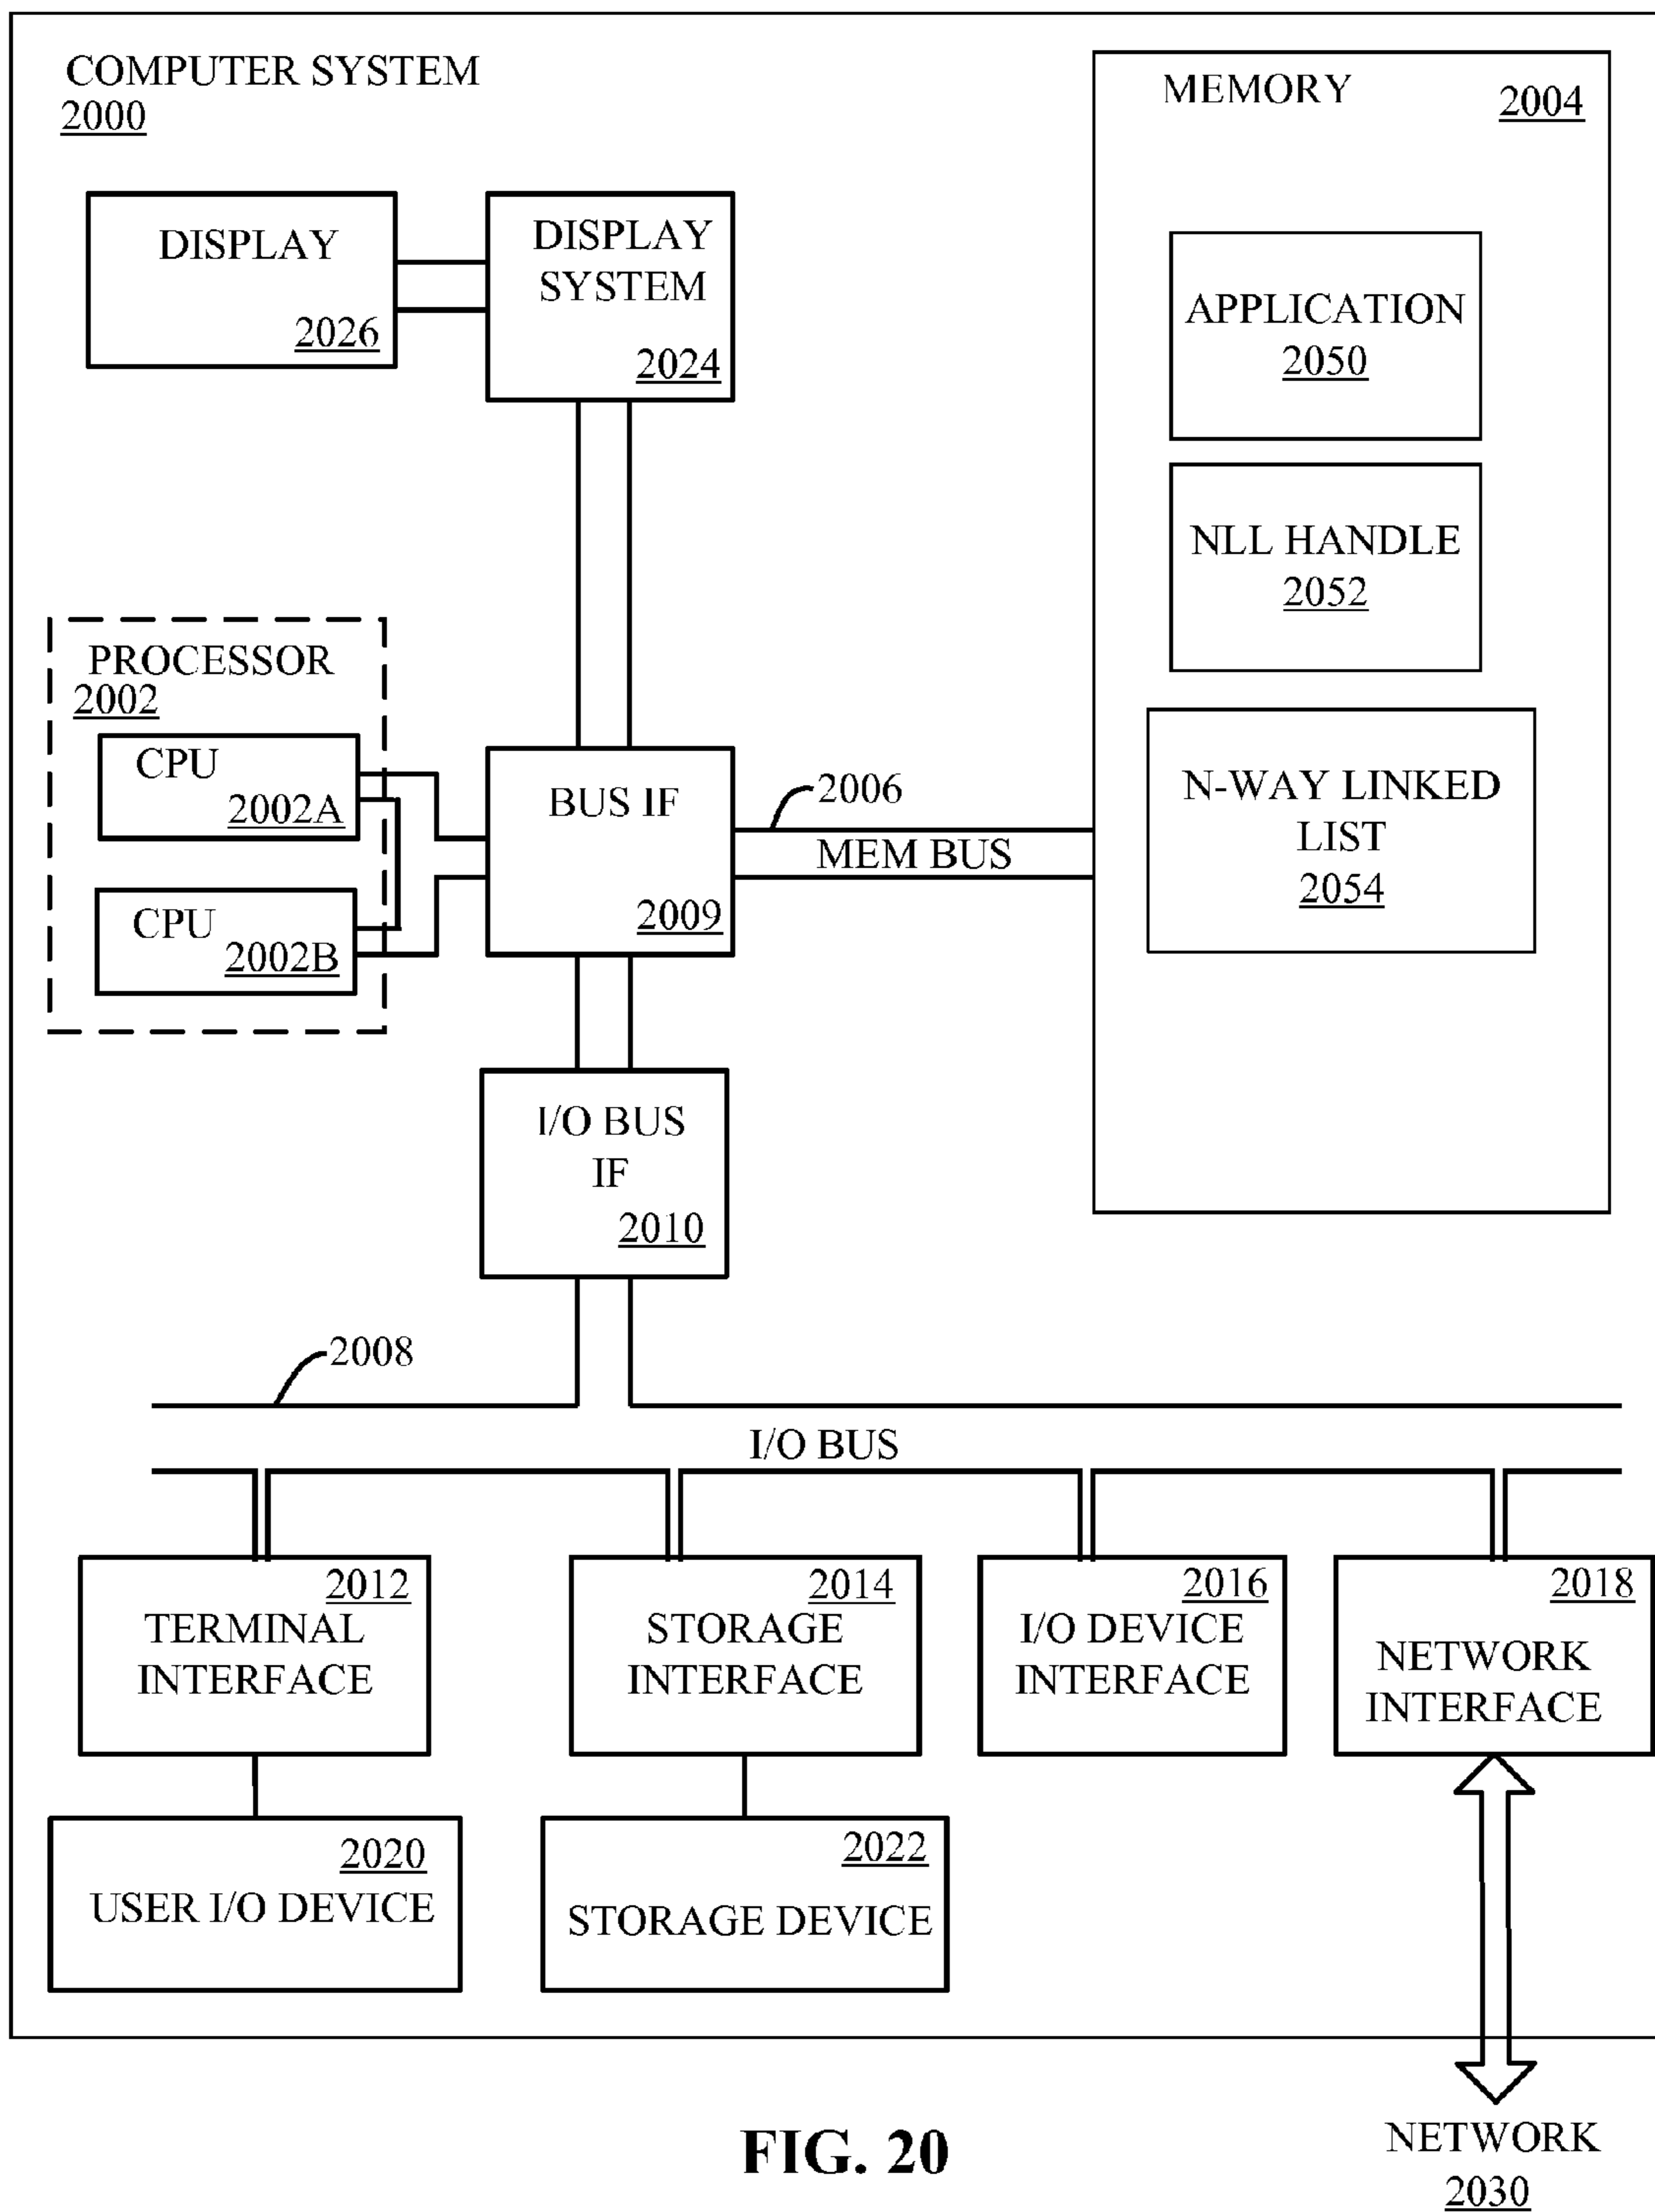 COMPUTER SYSTEM
2000
MEMORY
2004
DISPLAY
2026
DISPLAY
SYSTEM
2024
APPLICATION
2050
NLL HANDLE
2052
N-WAY LINKED
LIST
2054
PROCESSOR
2002
CPU
2002A
CPU
2002B
BUS IF
2009
2006
MEM BUS
I/O BUS
IF
2010
2008
I/O BUS
2012
TERMINAL
INTERFACE
2014
STORAGE
INTERFACE
2016
I/O DEVICE
INTERFACE
2018
NETWORK
INTERFACE
2020
USER I/O DEVICE
2022
STORAGE DEVICE
NETWORK
2030
FIG. 20